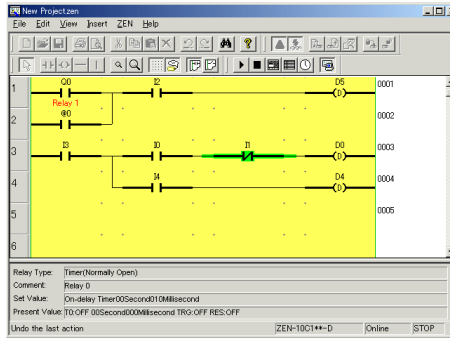 New Project.zen
File Edit View Insert ZEN Help
1 Q0 I2 D5 0001
(D)
Relay 1
2 @0 0002
3 I3 I0 I1 D0 0003
(D)
4 I4 D4 0004
(D)
5 0005
6
Relay Type: Timer(Normally Open)
Comment: Relay 0
Set Value: On-delay Timer00Second010Millisecond
Present Value: T0:OFF 00Second000Millisecond TRG:OFF RES:OFF
Undo the last action ZEN-10C1**-D Online STOP